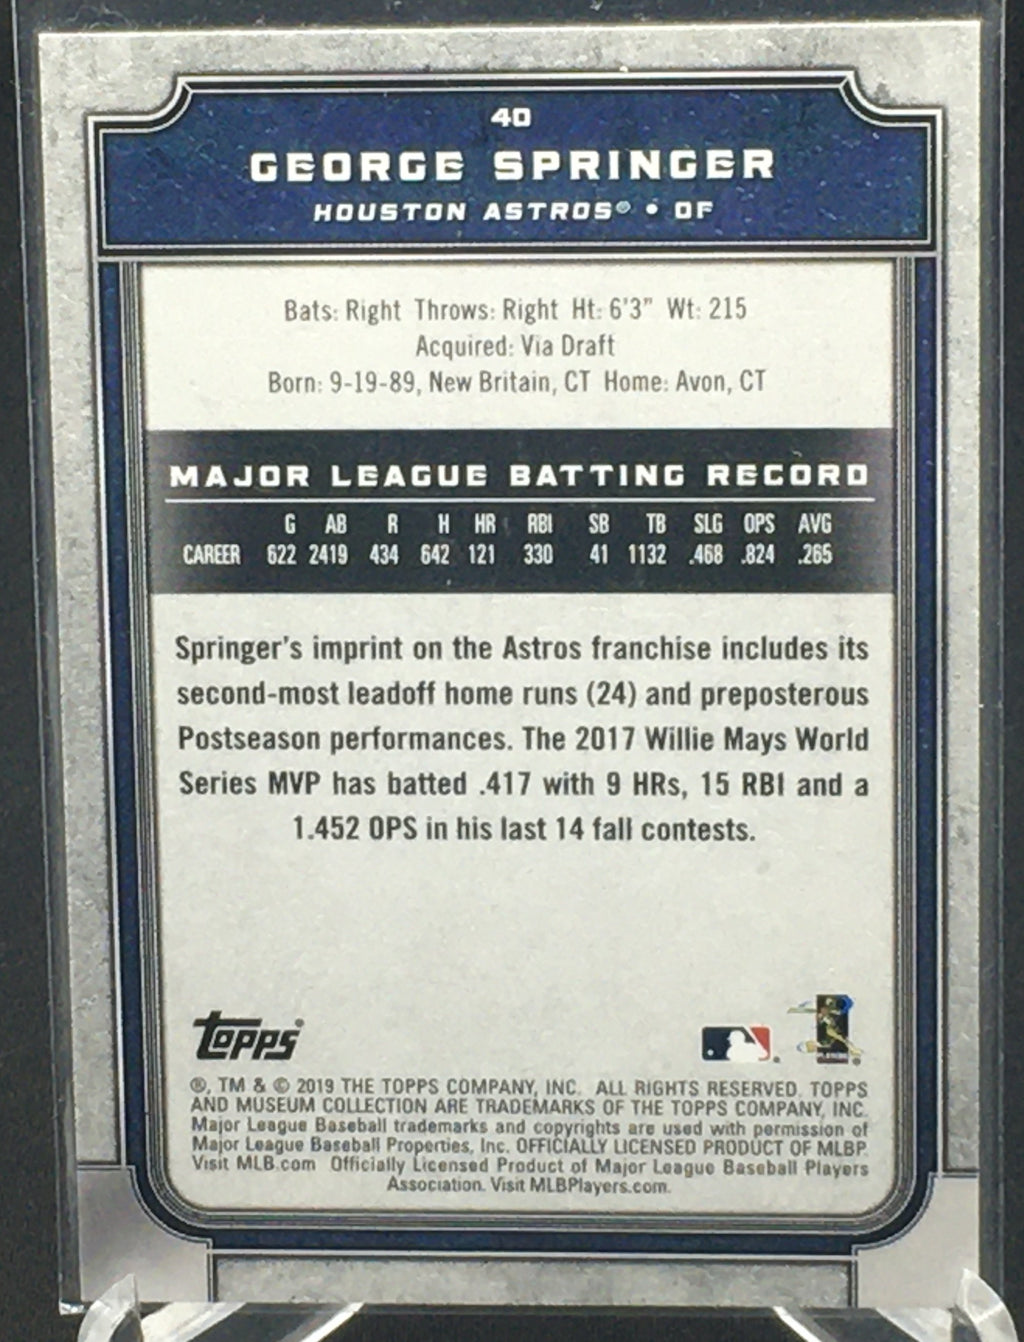 40
GEORGE SPRINGER
HOUSTON ASTROS® • OF
Bats: Right Throws: Right Ht: 6'3" Wt: 215
Acquired: Via Draft
Born: 9-19-89, New Britain, CT Home: Avon, CT
MAJOR LEAGUE BATTING RECORD
G AB R H HR RBI SB TB SLG OPS AVG
CAREER 622 2419 434 642 121 330 41 1132 .468 .824 .265
Springer's imprint on the Astros franchise includes its
second-most leadoff home runs (24) and preposterous
Postseason performances. The 2017 Willie Mays World
Series MVP has batted .417 with 9 HRs, 15 RBI and a
1.452 OPS in his last 14 fall contests.
TOPPS
®, TM & © 2019 THE TOPPS COMPANY, INC. ALL RIGHTS RESERVED. TOPPS
AND MUSEUM COLLECTION ARE TRADEMARKS OF THE TOPPS COMPANY, INC.
Major League Baseball trademarks and copyrights are used with permission of
Major League Baseball Properties, Inc. OFFICIALLY LICENSED PRODUCT OF MLBP.
Visit MLB.com Officially Licensed Product of Major League Baseball Players
Association. Visit MLBPlayers.com.